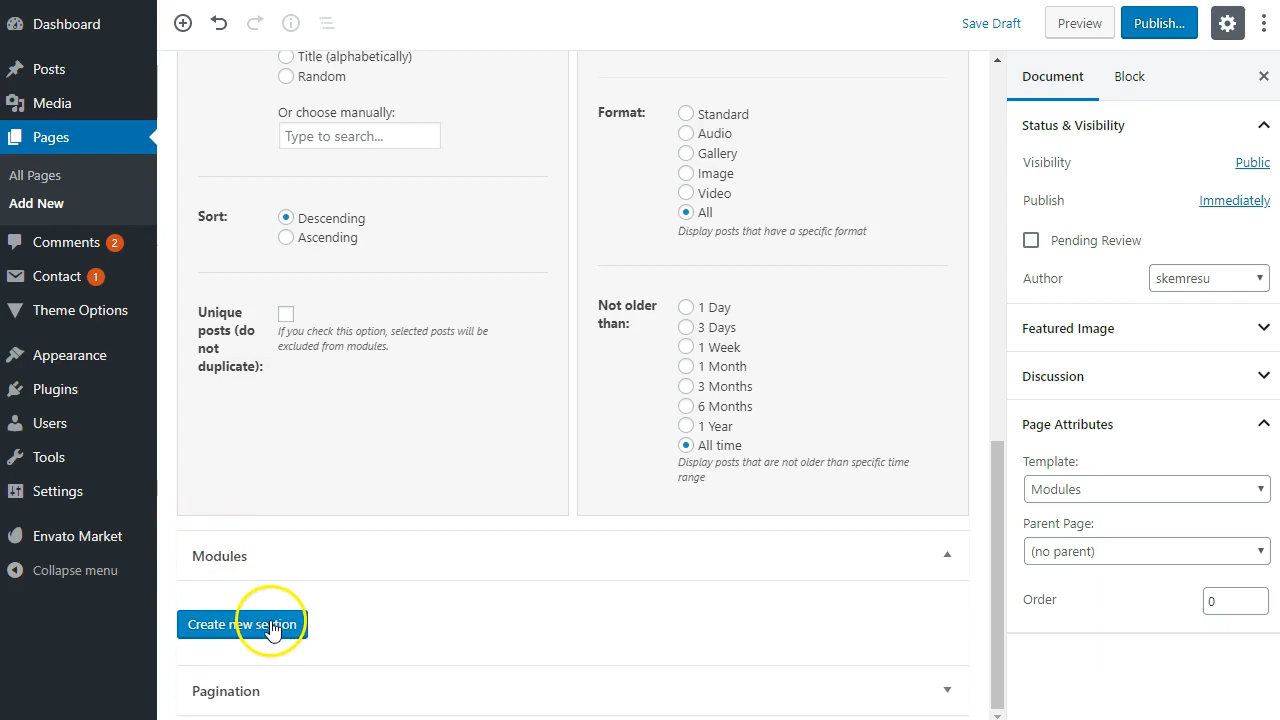 Dashboard
Posts
Media
Pages
All Pages
Add New
Comments 2
Contact 1
Theme Options
Appearance
Plugins
Users
Tools
Settings
Envato Market
Collapse menu
Save Draft
Preview
Publish...
Title (alphabetically)
Random
Or choose manually:
Type to search...
Sort:
Descending
Ascending
Unique
posts (do
not
duplicate):
If you check this option, selected posts will be
excluded from modules.
Format:
Standard
Audio
Gallery
Image
Video
All
Display posts that have a specific format
Not older
than:
1 Day
3 Days
1 Week
1 Month
3 Months
6 Months
1 Year
All time
Display posts that are not older than specific time
range
Modules
Create new section
Pagination
Document
Block
Status & Visibility
Visibility
Public
Publish
Immediately
Pending Review
Author
skemresu
Featured Image
Discussion
Page Attributes
Template:
Modules
Parent Page:
(no parent)
Order
0